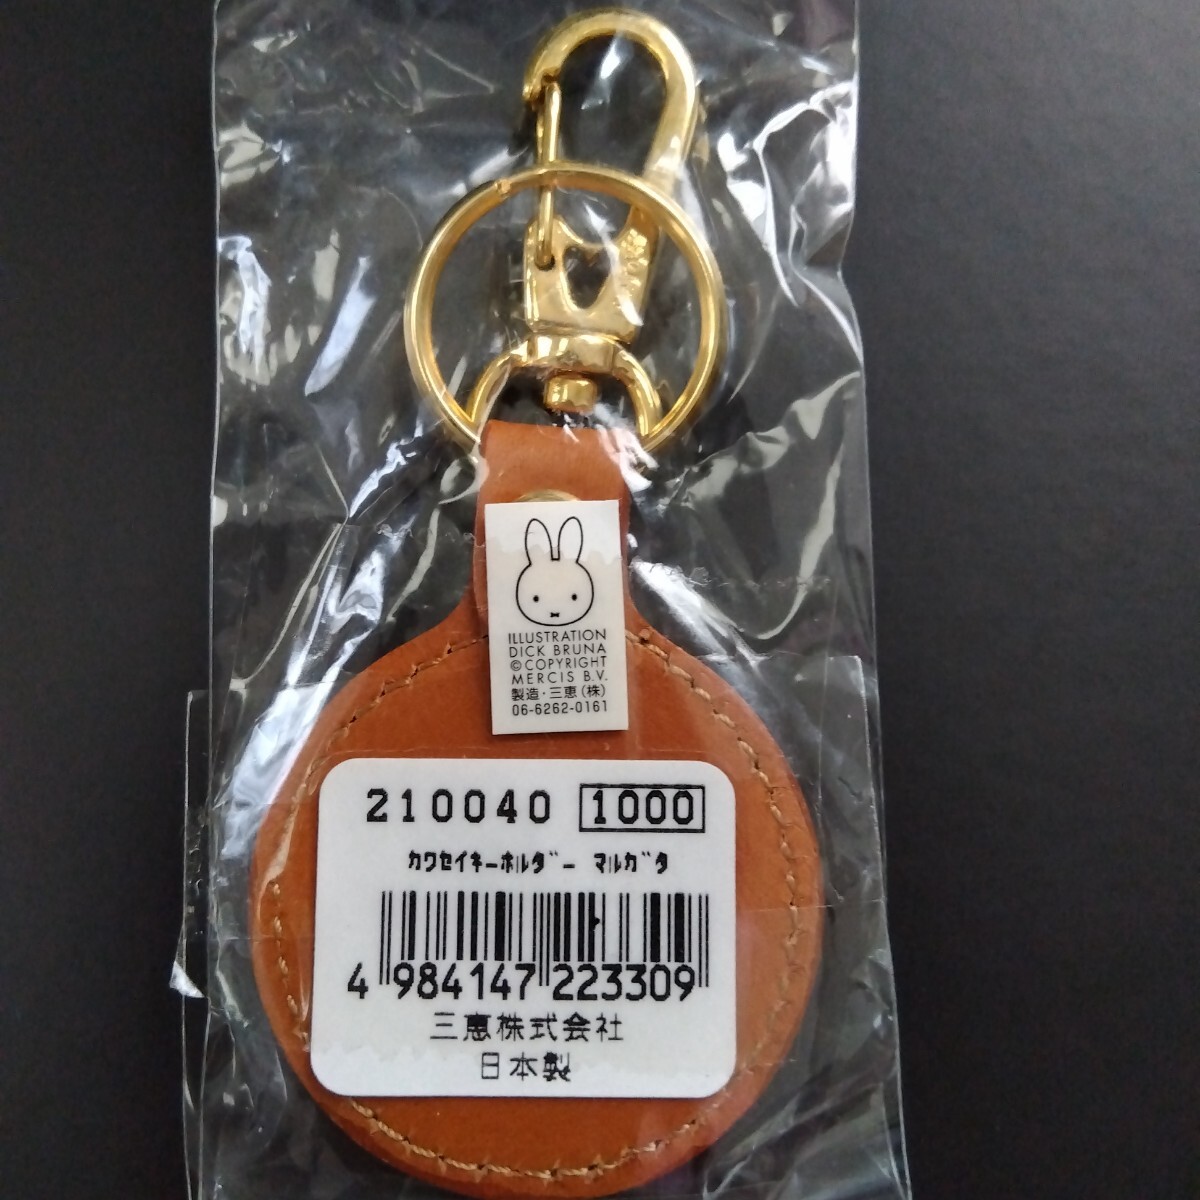 ILLUSTRATION
DICK BRUNA
©COPYRIGHT
MERCIS B.V.
製造・三恵(株)
06-6262-0161
210040 1000
カワセイキーホルダー マルガタ
4 984147 223309
三恵株式会社
日本製